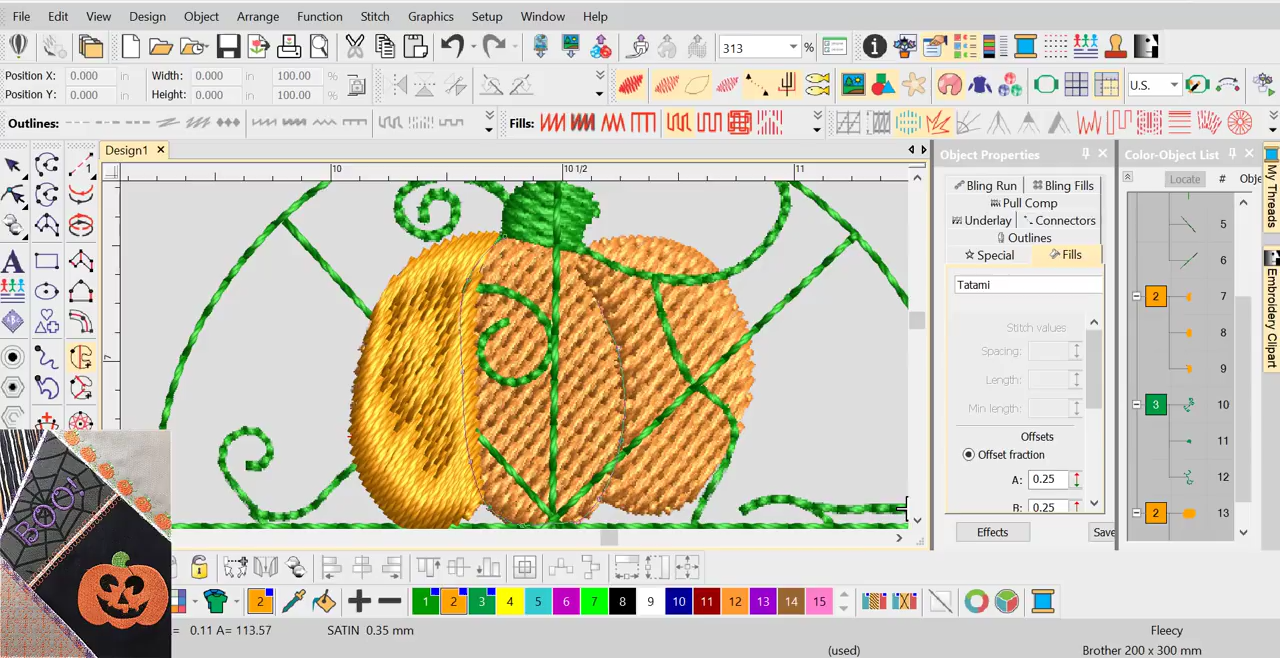 File Edit View Design Object Arrange Function Stitch Graphics Setup Window Help
313 %
Position X: 0.000 in Width: 0.000 in 100.00 %
Position Y: 0.000 in Height: 0.000 in 100.00 %
U.S.
Outlines: Fills:
Design1
Object Properties
Color-Object List
10 10 1/2 11
7
Bling Run Bling Fills
Pull Comp
Underlay Connectors
Outlines
Special Fills
Tatami
Stitch values
Spacing:
Length:
Min length:
Offsets
Offset fraction
A: 0.25
B: 0.25
Effects Save
Locate # Obje
5
6
2 7
8
9
3 10
11
12
2 13
My Threads
Embroidery Clipart
BOO!
2 1 2 3 4 5 6 7 8 9 10 11 12 13 14 15
= 0.11 A= 113.57 SATIN 0.35 mm Fleecy
(used) Brother 200 x 300 mm